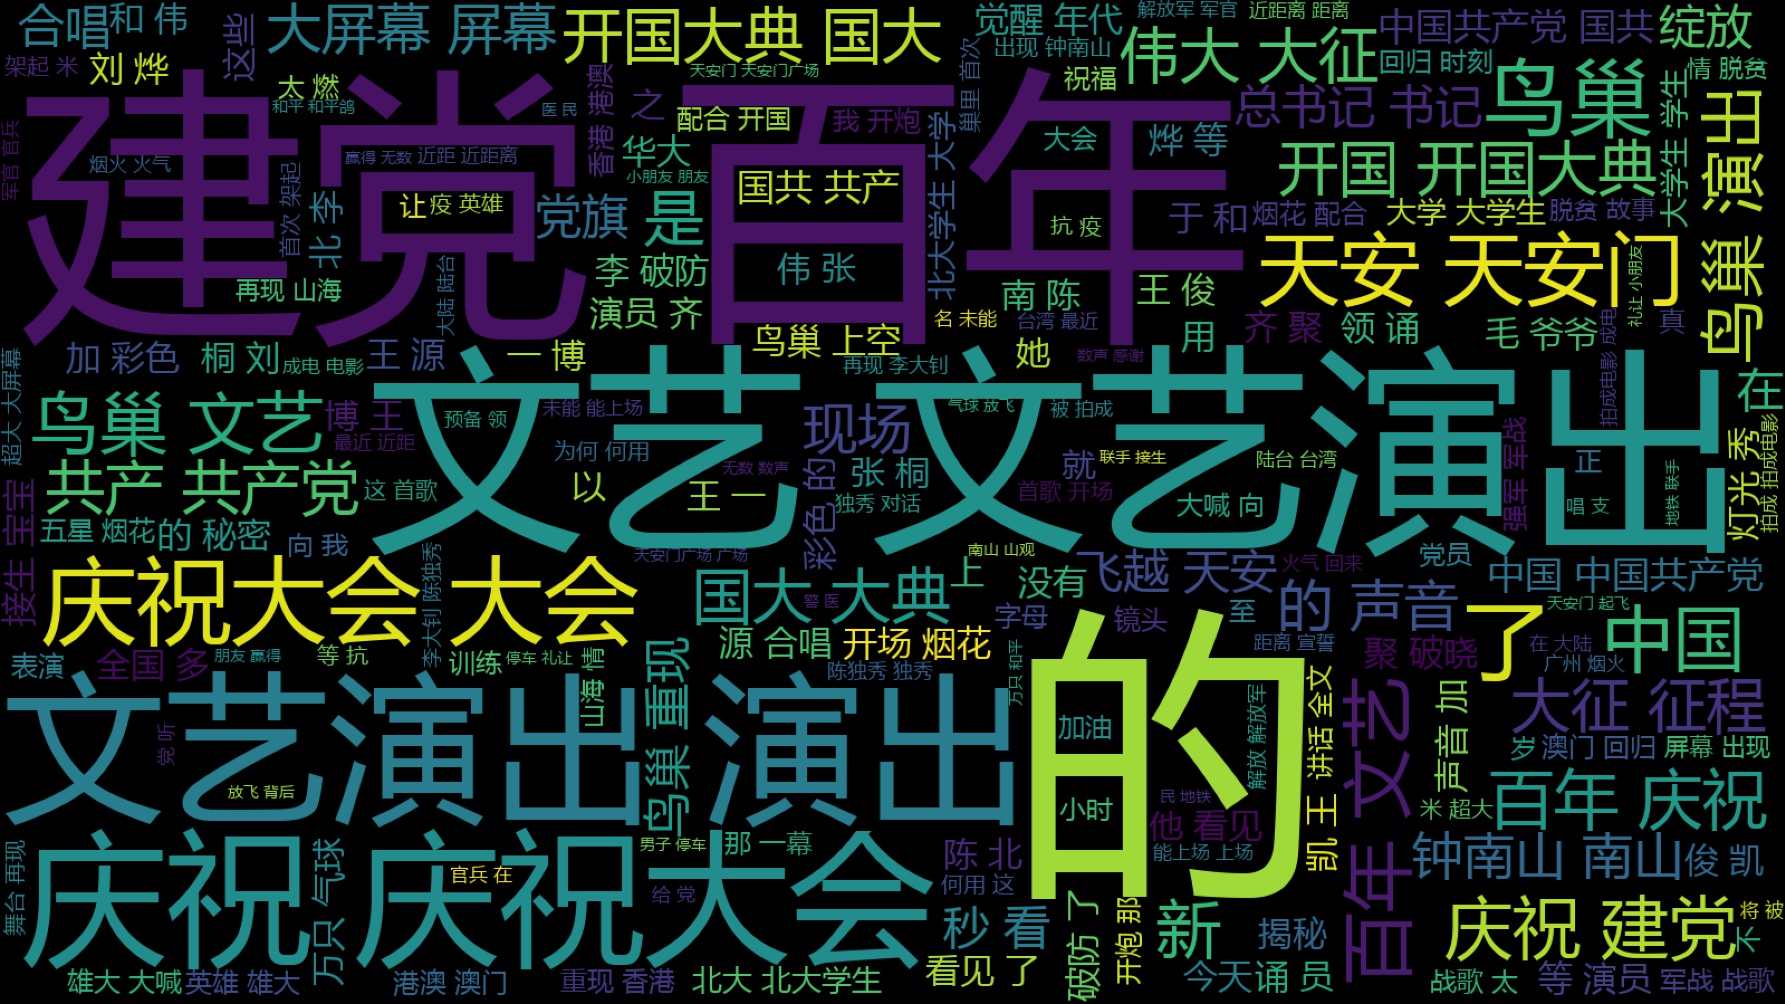 合唱和 伟
这些
大屏幕 屏幕
开国大典 国大
觉醒 年代
解放军 军官
近距离 距离
中国共产党 国共
绽放
架起 米
刘 烨
太 燃
和平 和平鸽
天安门 天安门广场
首次
巢里
出现 钟南山
伟大 大征
回归 时刻
祝福
鸟巢
情 脱贫
建党
百年
医 民
香港 港澳
之
配合 开国
我 开炮
大会
烨 等
总书记 书记
大学生 学生
演出
军官 官兵
烟火 火气
赢得 无数
近距 近距离
华大
小朋友 朋友
国共 共产
北大学生 大学
开国 开国大典
首次 架起
北 李
让
疫 英雄
党旗
是
抗 疫
于 和
烟花 配合
大学 大学生
脱贫 故事
大学生
再现 山海
大陆 陆台
李 破防
伟 张
南 陈
王 俊
天安 天安门
礼让 小朋友
鸟巢
演员 齐
名 未能
台湾 最近
用
齐 聚
领 诵
毛 爷爷
真
加 彩色
桐 刘
成电 电影
王 源
一 博
鸟巢 上空
再现 李大钊
她
数声 感谢
超大 大屏幕
文艺
文艺演出
拍成电影 成电
在
鸟巢 文艺
博 王
最近 近距
预备 领
未能 能上场
现场
气球 放飞
被 拍成
为何 何用
无数 数声
彩色 的
张 桐
就
联手 接生
陆台 台湾
强军 军战
正
灯光 秀
拍成 拍成电影
共产 共产党
这 首歌
以
王 一
独秀 对话
首歌 开场
大喊 向
唱 支
地铁 联手
接生 宝宝
五星 烟花
的 秘密
向 我
李大钊 陈独秀
天安门广场 广场
南山 山观
上
没有
飞越 天安
火气 回来
党员
中国 中国共产党
庆祝大会 大会
国大 大典
警 医
字母
镜头
至
的 声音
了
天安门 起飞
中国
源 合唱
开场 烟花
距离 宣誓
聚 破晓
在 大陆
广州 烟火
表演
全国 多
朋友 赢得
等 抗
训练
停车 礼让
山海 情
鸟巢 重现
陈独秀 独秀
万只 和平
的
文艺演出 演出
党 听
放飞 背后
加油
解放 解放军
讲话 全文
百年 文艺
声音 加
大征 征程
岁
澳门 回归
屏幕 出现
小时
民 地铁
他 看见
凯 王
米 超大
百年 庆祝
舞台 再现
庆祝 庆祝大会
万只 气球
官兵 在
男子 停车
那 一幕
给 党
陈 北
何用 这
能上场 上场
钟南山 南山
俊 凯
秒 看
破防 了
开炮 那
新
揭秘
庆祝 建党
将 被
不
雄大 大喊
英雄 雄大
港澳 澳门
重现 香港
北大 北大学生
看见 了
今天
诵 员
战歌 太
等 演员
军战 战歌